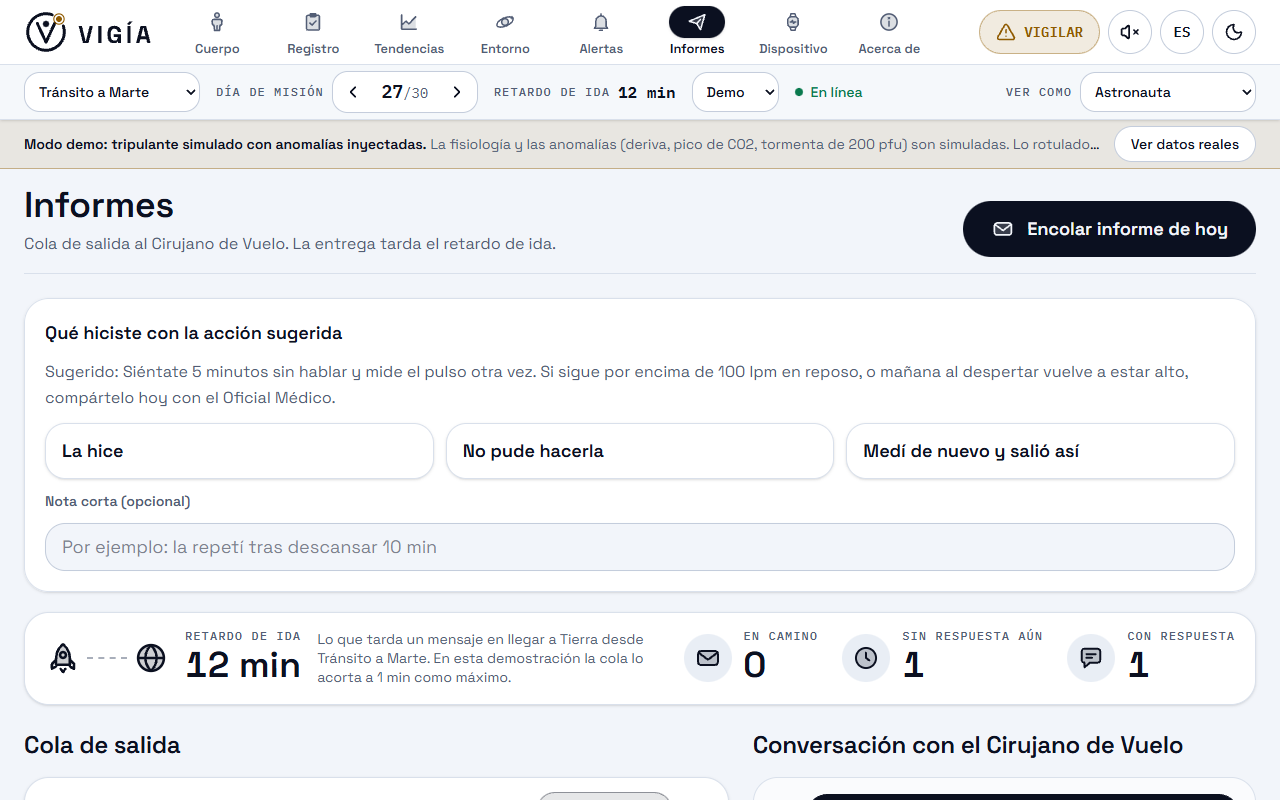 VIGÍA
Cuerpo
Registro
Tendencias
Entorno
Alertas
Informes
Dispositivo
Acerca de
VIGILAR
ES
Tránsito a Marte
DÍA DE MISIÓN
27/30
RETARDO DE IDA 12 min
Demo
En línea
VER COMO
Astronauta
Modo demo: tripulante simulado con anomalías inyectadas. La fisiología y las anomalías (deriva, pico de CO2, tormenta de 200 pfu) son simuladas. Lo rotulado...
Ver datos reales
Informes
Cola de salida al Cirujano de Vuelo. La entrega tarda el retardo de ida.
Encolar informe de hoy
Qué hiciste con la acción sugerida
Sugerido: Siéntate 5 minutos sin hablar y mide el pulso otra vez. Si sigue por encima de 100 lpm en reposo, o mañana al despertar vuelve a estar alto,
compártelo hoy con el Oficial Médico.
La hice
No pude hacerla
Medí de nuevo y salió así
Nota corta (opcional)
Por ejemplo: la repetí tras descansar 10 min
RETARDO DE IDA
12 min
Lo que tarda un mensaje en llegar a Tierra desde
Tránsito a Marte. En esta demostración la cola lo
acorta a 1 min como máximo.
EN CAMINO
0
SIN RESPUESTA AÚN
1
CON RESPUESTA
1
Cola de salida
Conversación con el Cirujano de Vuelo